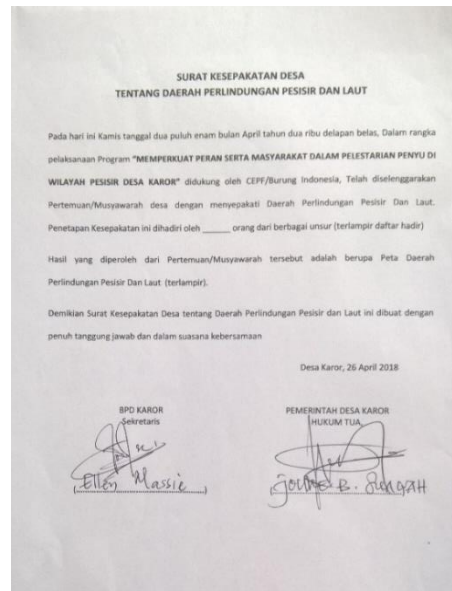 SURAT KESEPAKATAN DESA
TENTANG DAERAH PERLINDUNGAN PESISIR DAN LAUT
Pada hari ini Kamis tanggal dua puluh enam bulan April tahun dua ribu delapan belas, Dalam rangka
pelaksanaan Program "MEMPERKUAT PERAN SERTA MASYARAKAT DALAM PELESTARIAN PENYU DI
WILAYAH PESISIR DESA KAROR" didukung oleh CEPF/Burung Indonesia, Telah diselenggarakan
Pertemuan/Musyawarah desa dengan menyepakati Daerah Perlindungan Pesisir Dan Laut.
Penetapan Kesepakatan ini dihadiri oleh ______ orang dari berbagai unsur (terlampir daftar hadir)
Hasil yang diperoleh dari Pertemuan/Musyawarah tersebut adalah berupa Peta Daerah
Perlindungan Pesisir Dan Laut (terlampir).
Demikian Surat Kesepakatan Desa tentang Daerah Perlindungan Pesisir dan Laut ini dibuat dengan
penuh tanggung jawab dan dalam suasana kebersamaan
Desa Karor, 26 April 2018
BPD KAROR
Sekretaris
(Ellen Massie)
PEMERINTAH DESA KAROR
HUKUM TUA